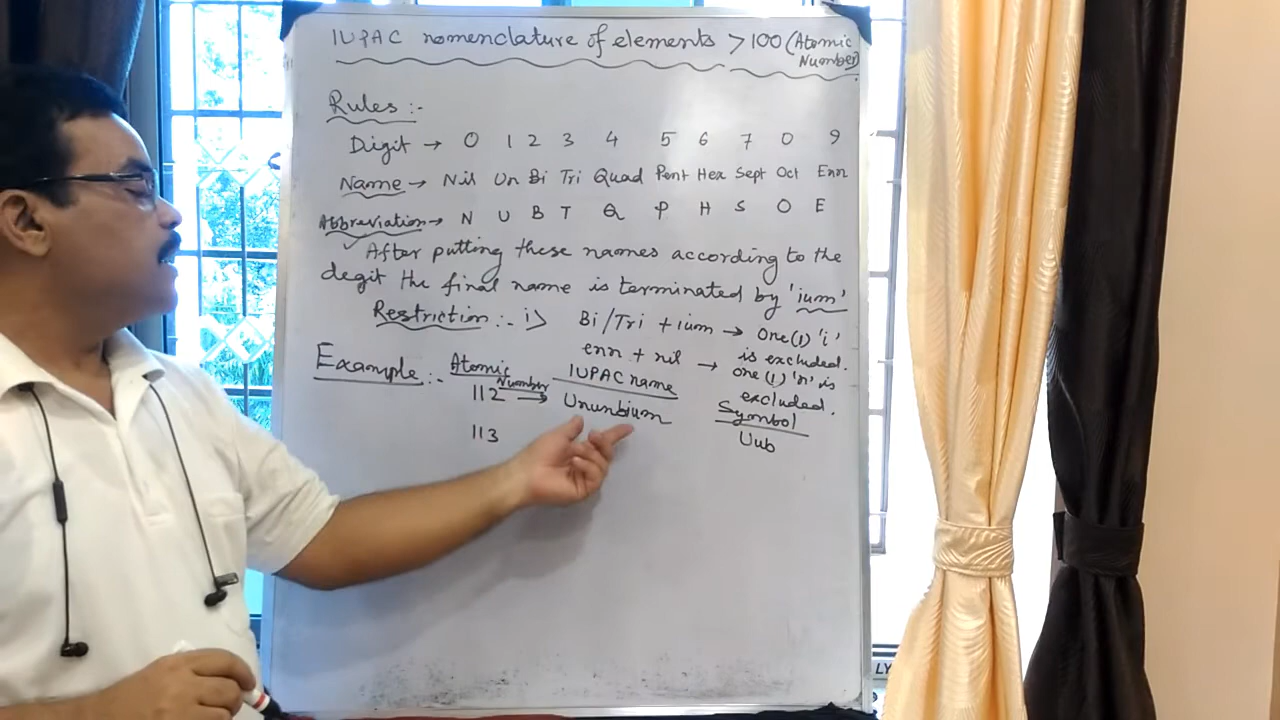 IUPAC nomenclature of elements > 100 (Atomic Number)
Rules :-
Digit → 0 1 2 3 4 5 6 7 0 9
Name → Nil Un Bi Tri Quad Pent Hex Sept Oct Enn
Abbreviation → N U B T Q P H S O E
After putting these names according to the
degit the final name is terminated by 'ium'
Restriction :- i> Bi/Tri + ium → One (1) 'i' is excluded.
enn + nil → one (1) 'n' is excluded.
Example :- Atomic Number IUPAC name Symbol
112 → Ununbium Uub
113
LY